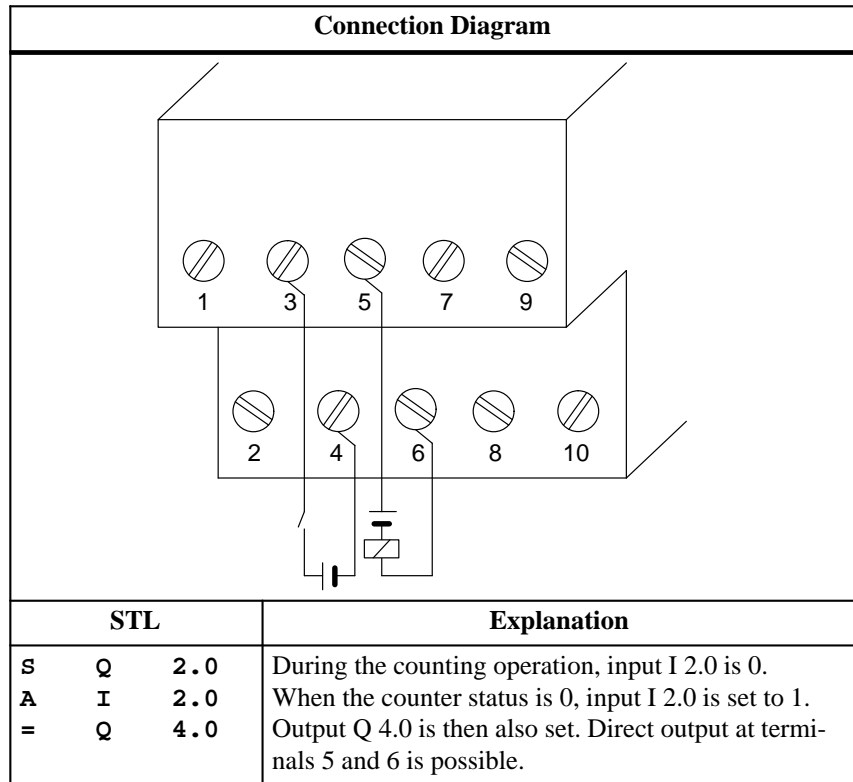 Connection Diagram
1 3 5 7 9
2 4 6 8 10
STL Explanation
S Q 2.0 During the counting operation, input I 2.0 is 0.
A I 2.0 When the counter status is 0, input I 2.0 is set to 1.
= Q 4.0 Output Q 4.0 is then also set. Direct output at termi-
nals 5 and 6 is possible.